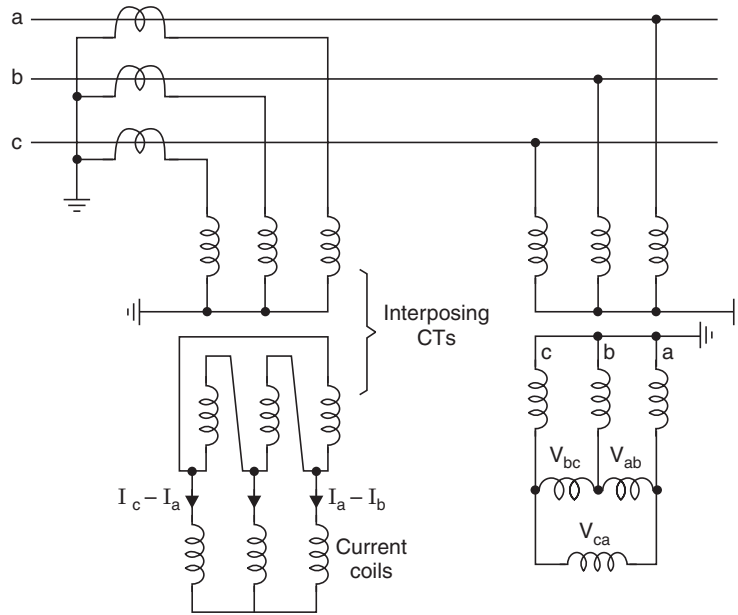 a
b
c
Interposing
CTs
c
b
a
V_bc
V_ab
I_c – I_a
I_a – I_b
V_ca
Current
coils